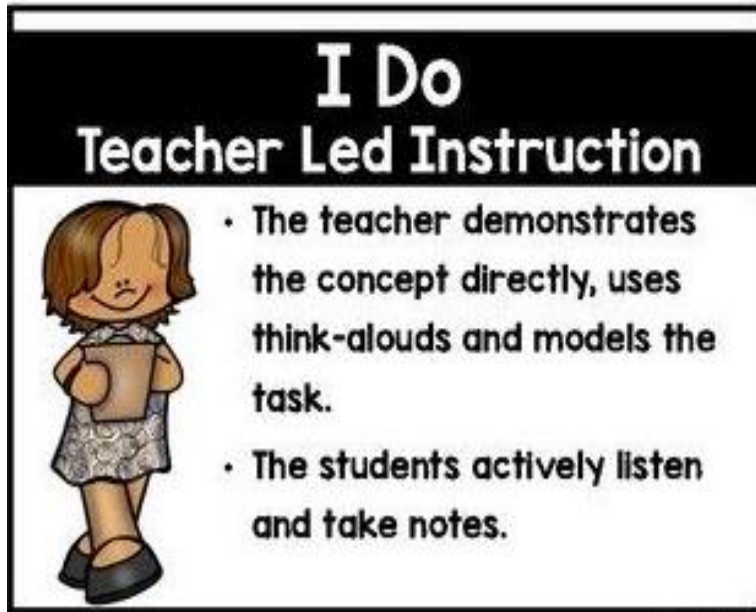 I Do
Teacher Led Instruction
• The teacher demonstrates
the concept directly, uses
think-alouds and models the
task.
• The students actively listen
and take notes.